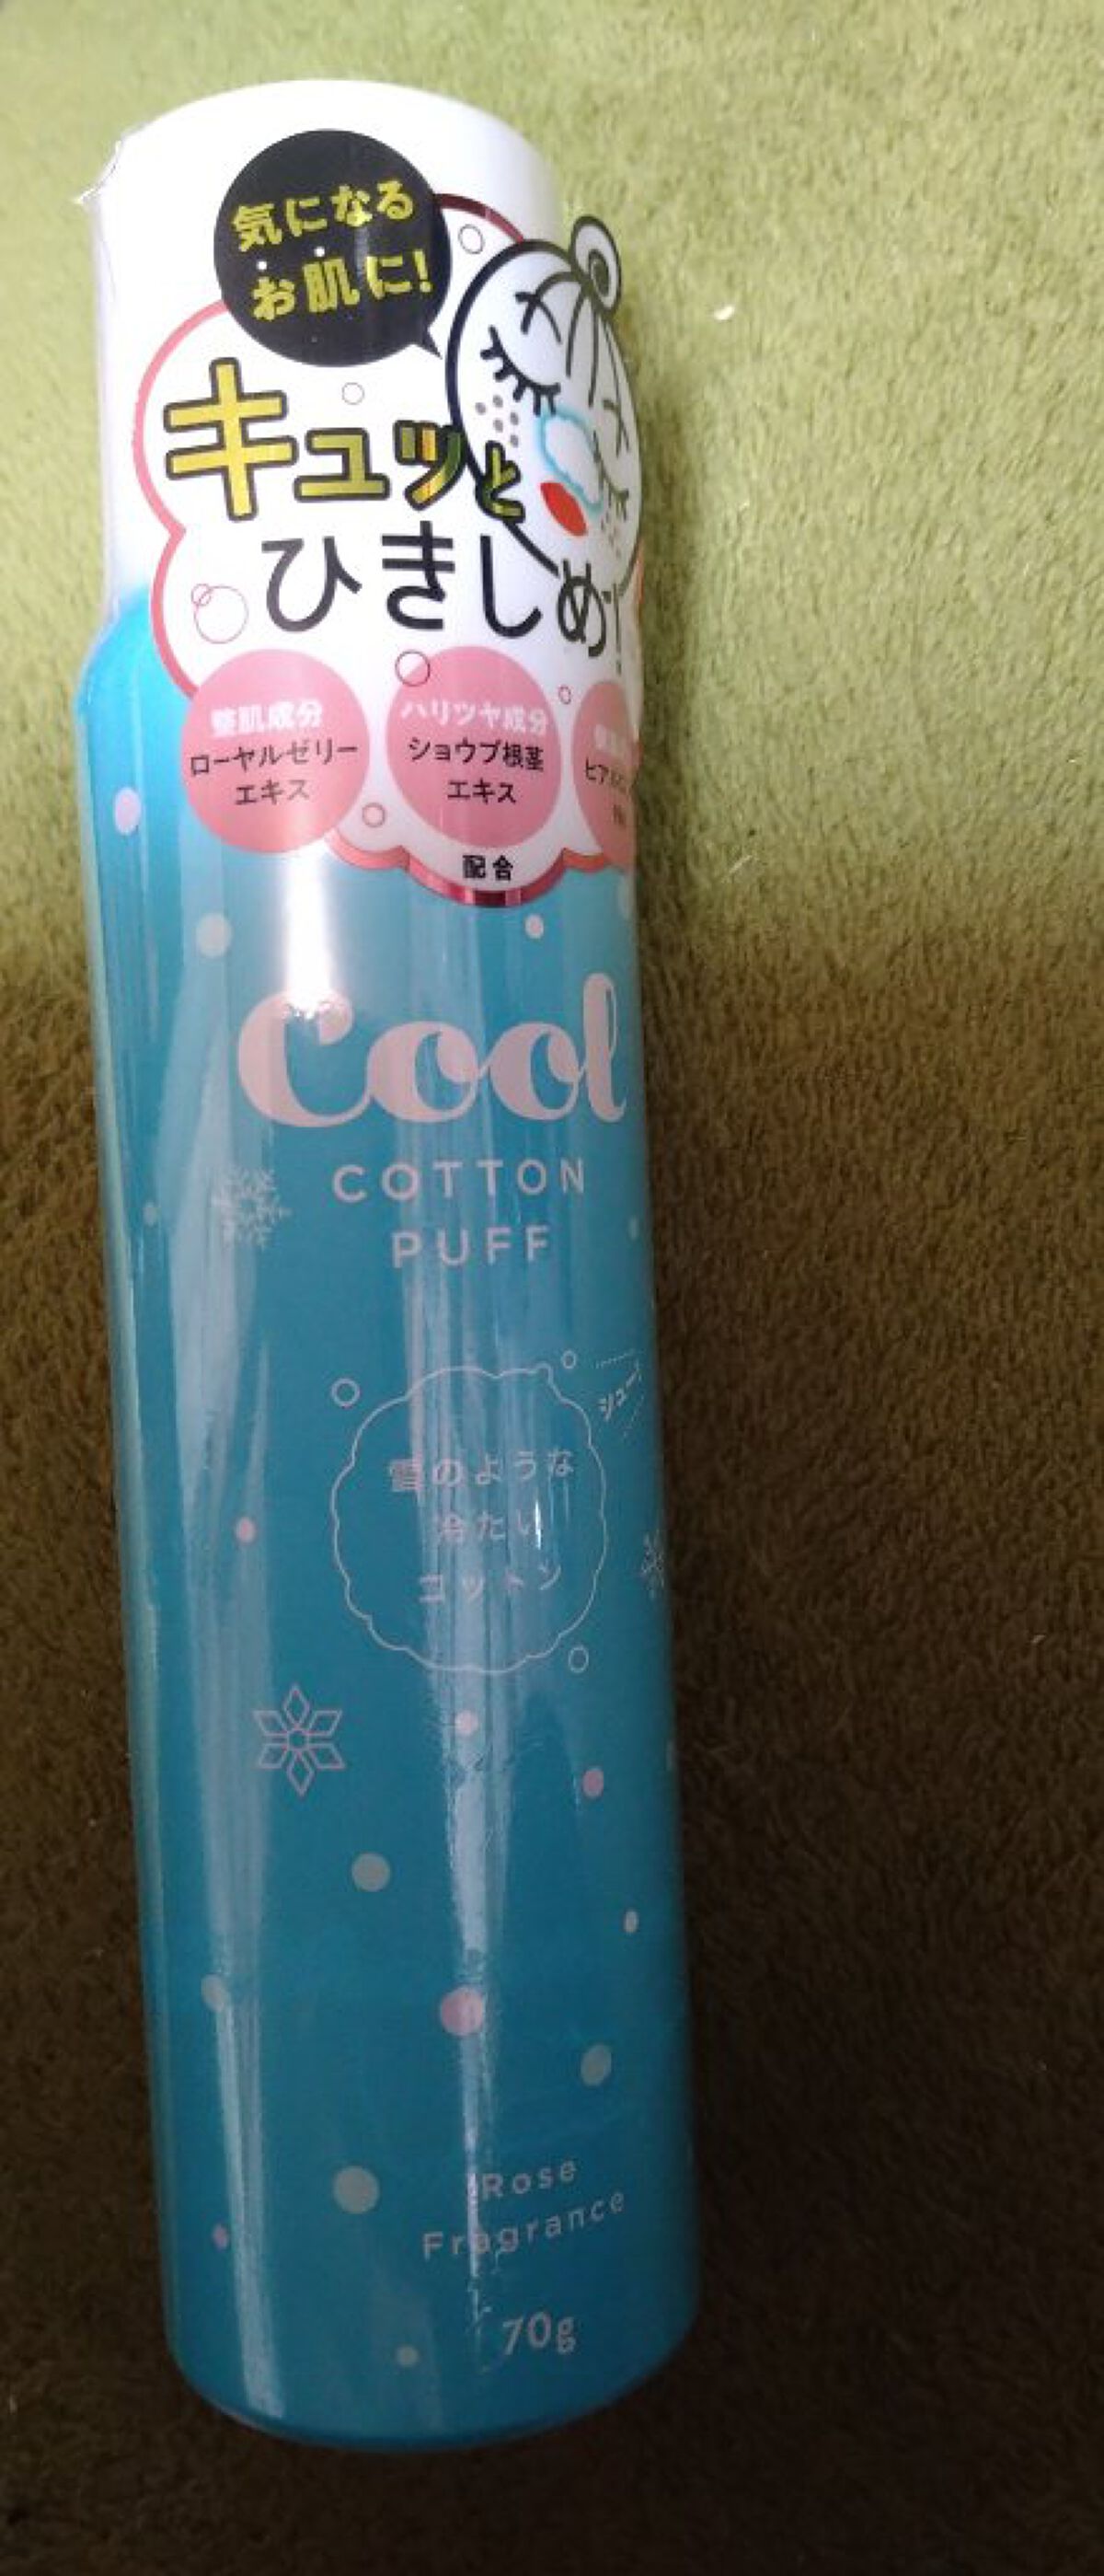 気になる
お肌に!
キュッと
ひきしめ!
整肌成分
ローヤルゼリー
エキス
ハリツヤ成分
ショウブ根茎
エキス
配合
Cool
COTTON
PUFF
シュー!
雪のような
冷たい
コットン
Rose
Fragrance
70g